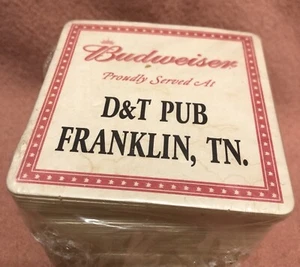 Budweiser
Proudly Served At
D&T PUB
FRANKLIN, TN.